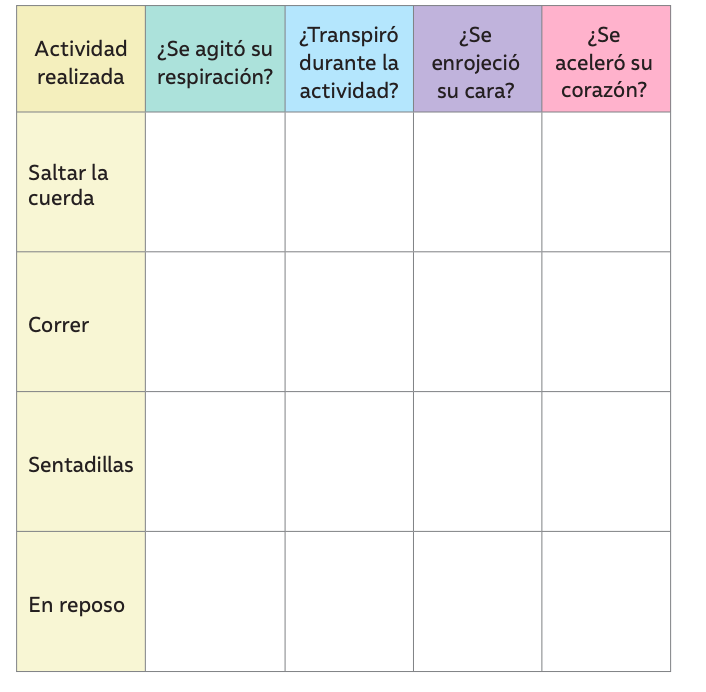 Actividad
realizada
¿Se agitó su
respiración?
¿Transpiró
durante la
actividad?
¿Se
enrojeció
su cara?
¿Se
aceleró su
corazón?
Saltar la
cuerda
Correr
Sentadillas
En reposo